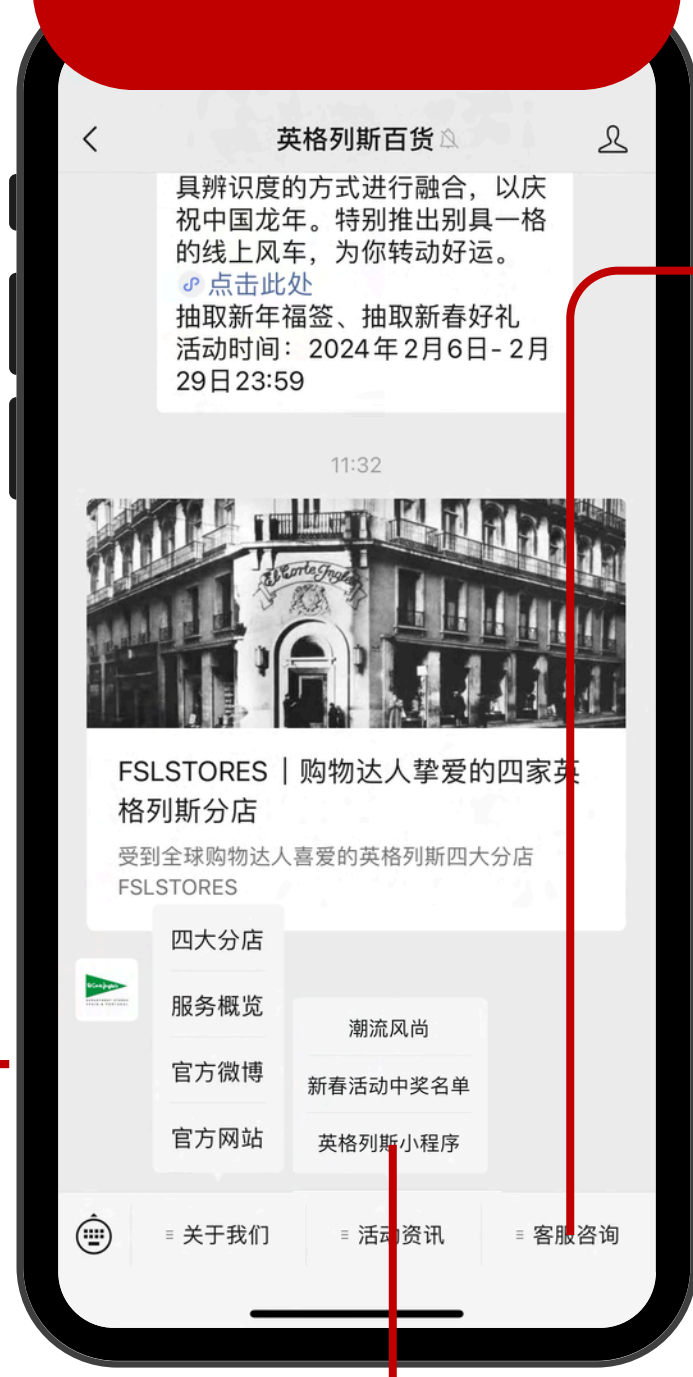 英格列斯百货
具辨识度的方式进行融合，以庆
祝中国龙年。特别推出别具一格
的线上风车，为你转动好运。
点击此处
抽取新年福签、抽取新春好礼
活动时间：2024年2月6日- 2月
29日23:59
11:32
El Corte Inglés
FSLSTORES｜购物达人挚爱的四家英
格列斯分店
受到全球购物达人喜爱的英格列斯四大分店
FSLSTORES
四大分店
服务概览
官方微博
官方网站
潮流风尚
新春活动中奖名单
英格列斯小程序
El Corte Inglés
关于我们
活动资讯
客服咨询